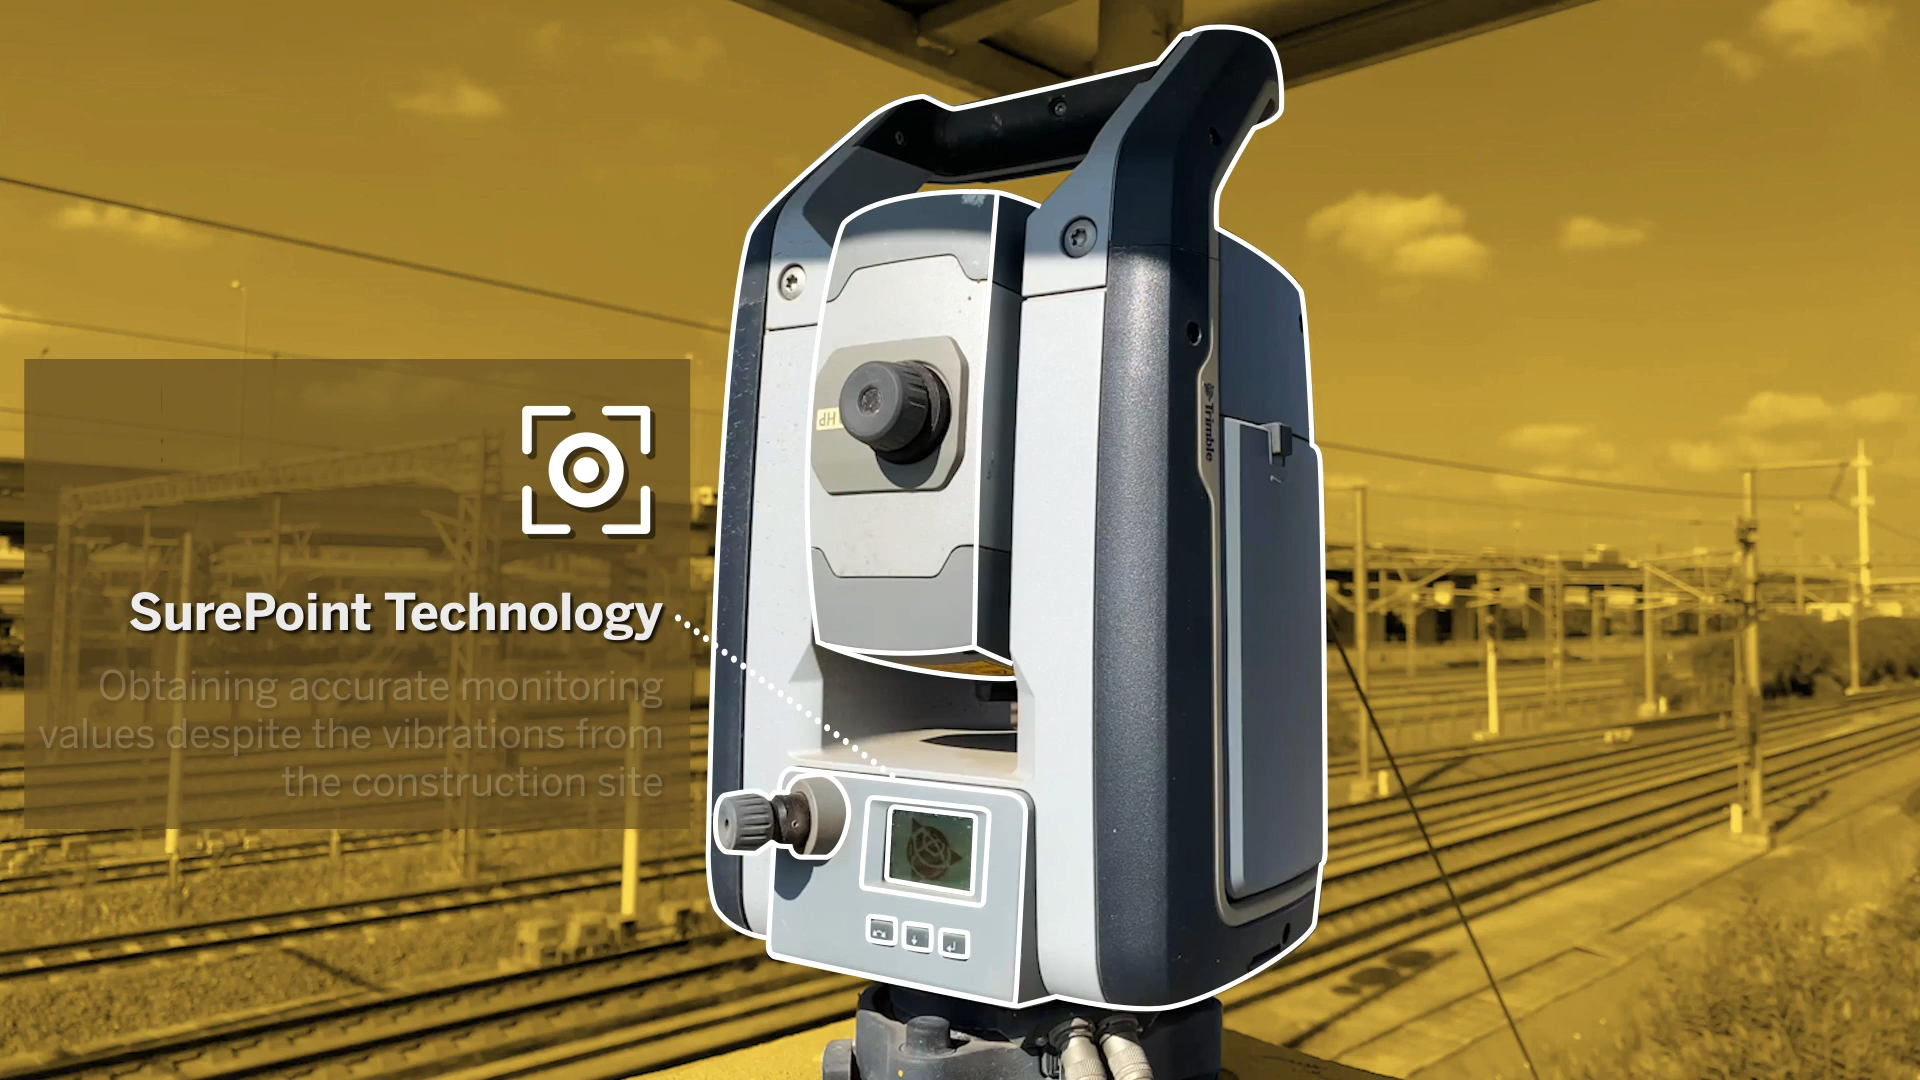 SurePoint Technology
Obtaining accurate monitoring
values despite the vibrations from
the construction site
HP
Trimble